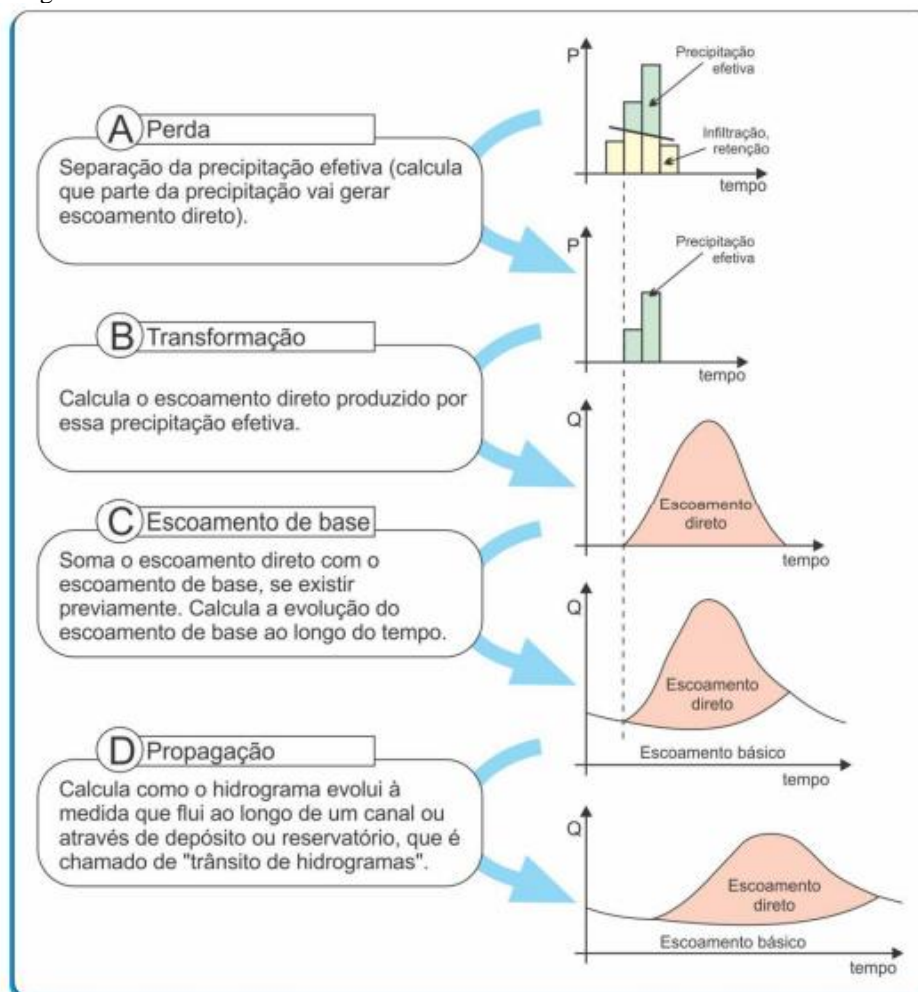 A Perda
Separação da precipitação efetiva (calcula
que parte da precipitação vai gerar
escoamento direto).
P
Precipitação
efetiva
Infiltração,
retenção
tempo
P
Precipitação
efetiva
tempo
B Transformação
Calcula o escoamento direto produzido por
essa precipitação efetiva.
Q
Escoamento
direto
tempo
C Escoamento de base
Soma o escoamento direto com o
escoamento de base, se existir
previamente. Calcula a evolução do
escoamento de base ao longo do tempo.
Q
Escoamento
direto
Escoamento básico
tempo
D Propagação
Calcula como o hidrograma evolui à
medida que flui ao longo de um canal ou
através de depósito ou reservatório, que é
chamado de "trânsito de hidrogramas".
Q
Escoamento
direto
Escoamento básico
tempo